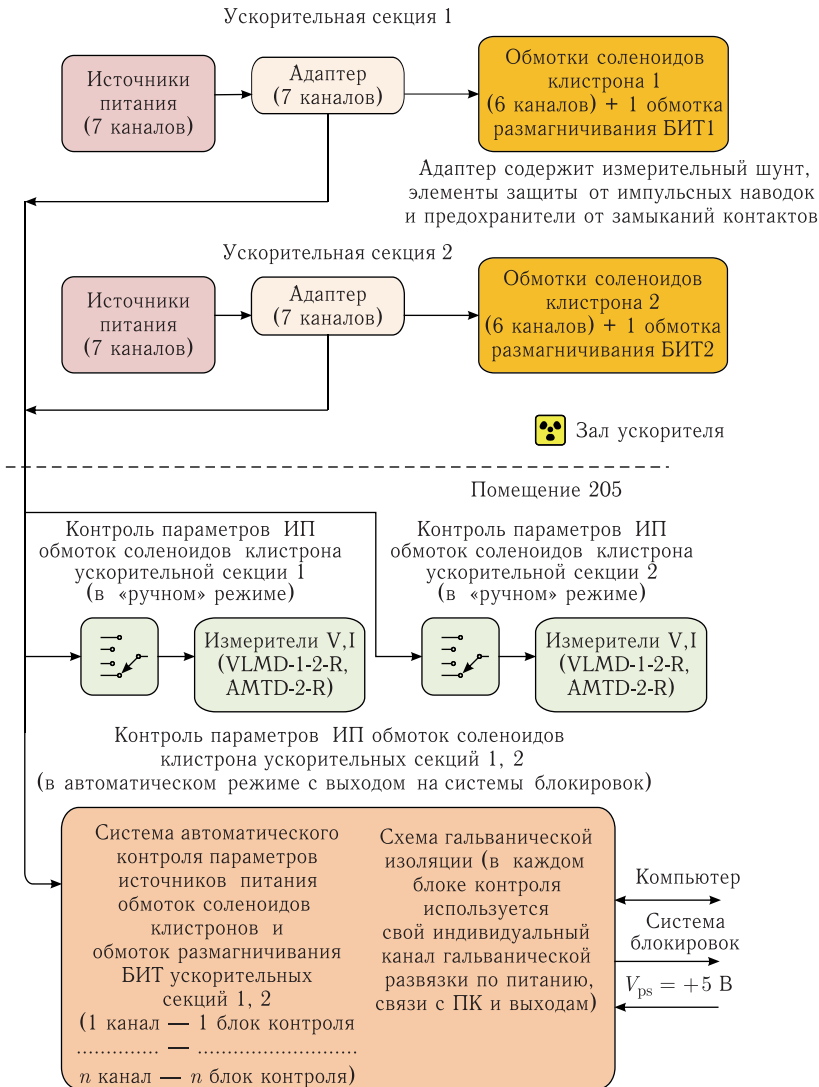 Ускорительная секция 1
Источники
питания
(7 каналов)
Адаптер
(7 каналов)
Обмотки соленоидов
клистрона 1
(6 каналов) + 1 обмотка
размагничивания БИТ1
Адаптер содержит измерительный шунт,
элементы защиты от импульсных наводок
и предохранители от замыканий контактов
Ускорительная секция 2
Источники
питания
(7 каналов)
Адаптер
(7 каналов)
Обмотки соленоидов
клистрона 2
(6 каналов) + 1 обмотка
размагничивания БИТ2
Зал ускорителя
Помещение 205
Контроль параметров ИП
обмоток соленоидов клистрона
ускорительной секции 1
(в «ручном» режиме)
Контроль параметров ИП
обмоток соленоидов клистрона
ускорительной секции 2
(в «ручном» режиме)
Измерители V,I
(VLMD-1-2-R,
AMTD-2-R)
Измерители V,I
(VLMD-1-2-R,
AMTD-2-R)
Контроль параметров ИП обмоток соленоидов
клистрона ускорительных секций 1, 2
(в автоматическом режиме с выходом на системы блокировок)
Система автоматического
контроля параметров
источников питания
обмоток соленоидов
клистронов и
обмоток размагничивания
БИТ ускорительных
секций 1, 2
(1 канал — 1 блок контроля
.............. — ...........................
n канал — n блок контроля)
Схема гальванической
изоляции (в каждом
блоке контроля
используется
свой индивидуальный
канал гальванической
развязки по питанию,
связи с ПК и выходам)
Компьютер
Система
блокировок
V_ps = +5 В